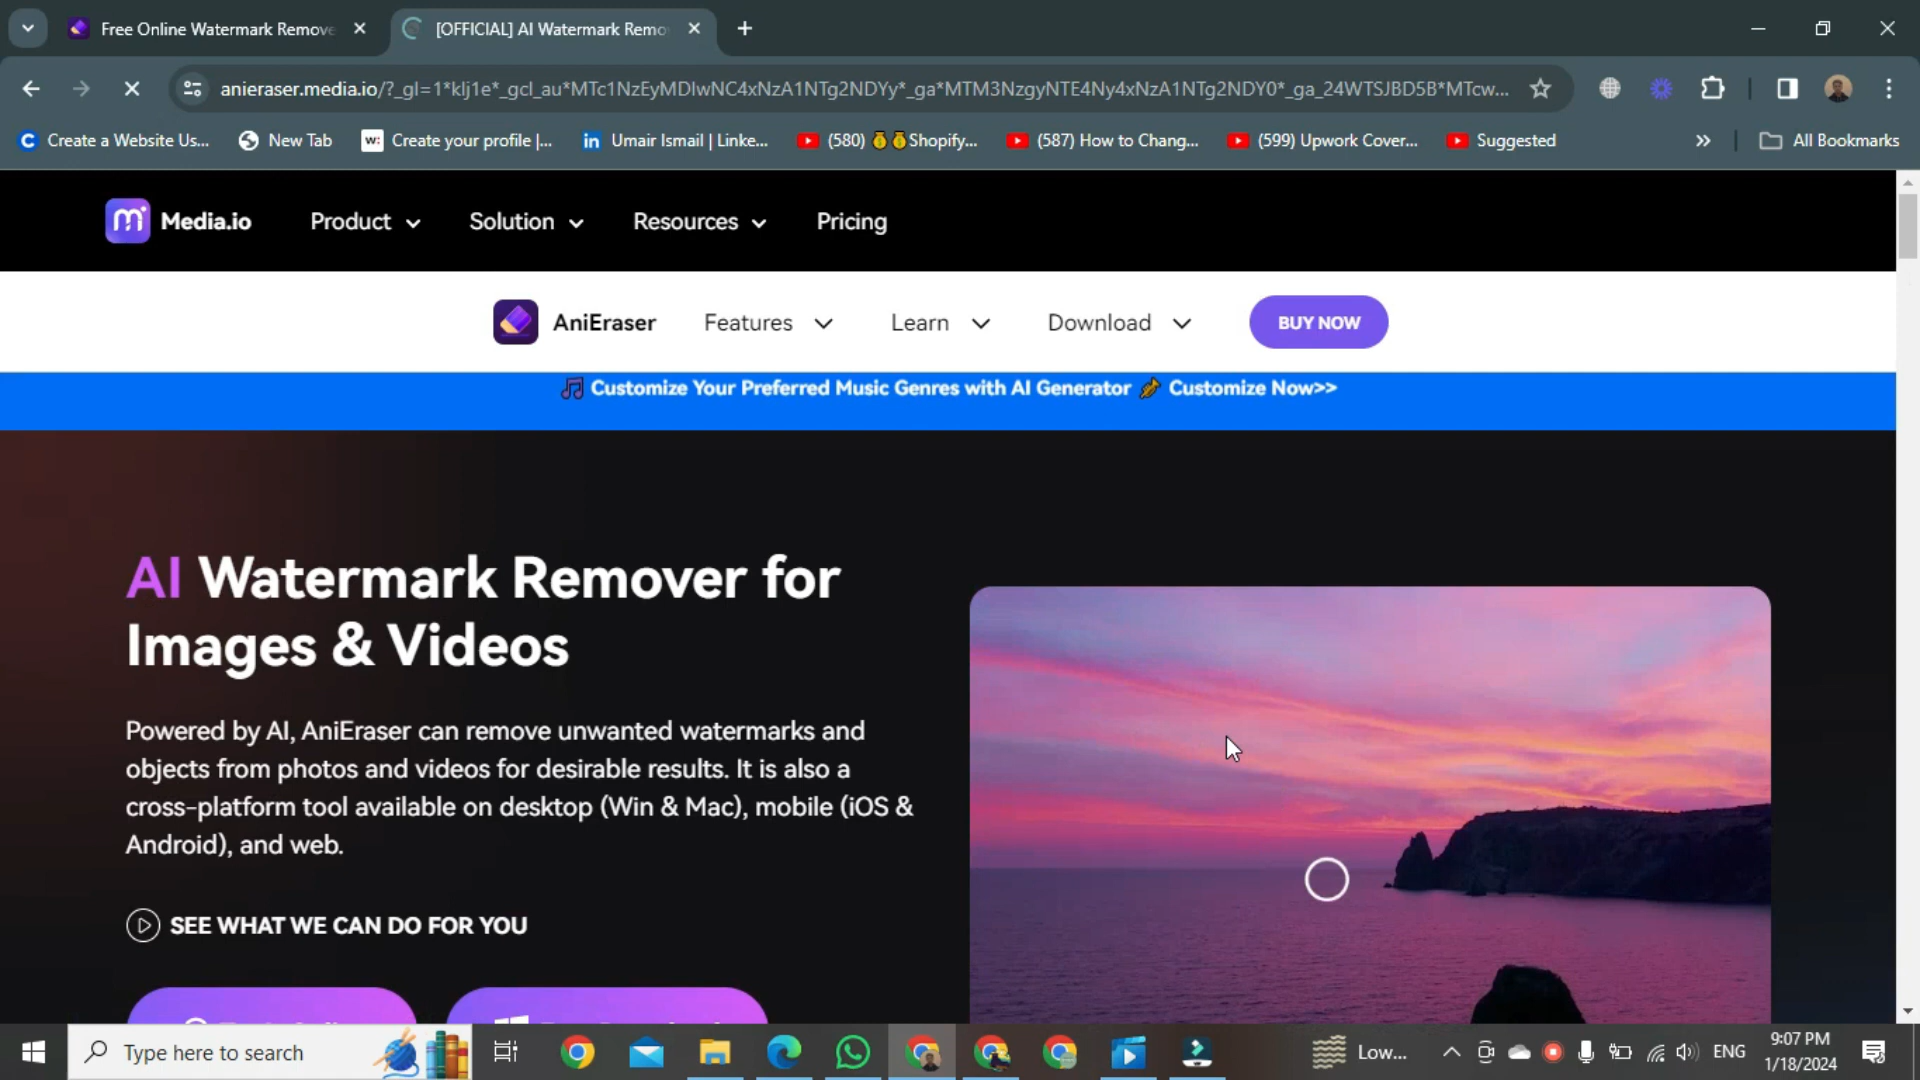 Free Online Watermark Remove
[OFFICIAL] AI Watermark Remo
anieraser.media.io/?_gl=1*klj1e*_gcl_au*MTc1NzEyMDIwNC4xNzA1NTg2NDYy*_ga*MTM3NzgyNTE4Ny4xNzA1NTg2NDY0*_ga_24WTSJBD5B*MTcw...
Create a Website Us... New Tab w: Create your profile |... in Umair Ismail | Linke... (580) 💰💰Shopify... (587) How to Chang... (599) Upwork Cover... Suggested » All Bookmarks
Media.io Product Solution Resources Pricing
AniEraser Features Learn Download BUY NOW
🎵 Customize Your Preferred Music Genres with AI Generator 🎺 Customize Now>>
AI Watermark Remover for
Images & Videos
Powered by AI, AniEraser can remove unwanted watermarks and
objects from photos and videos for desirable results. It is also a
cross-platform tool available on desktop (Win & Mac), mobile (iOS &
Android), and web.
SEE WHAT WE CAN DO FOR YOU
Type here to search
Low...
ENG
9:07 PM
1/18/2024